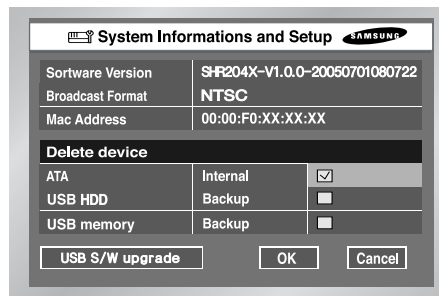 System Informations and Setup SAMSUNG
Sortware Version SHR204X-V1.0.0-20050701080722
Broadcast Format NTSC
Mac Address 00:00:F0:XX:XX:XX
Delete device
ATA Internal
USB HDD Backup
USB memory Backup
USB S/W upgrade OK Cancel